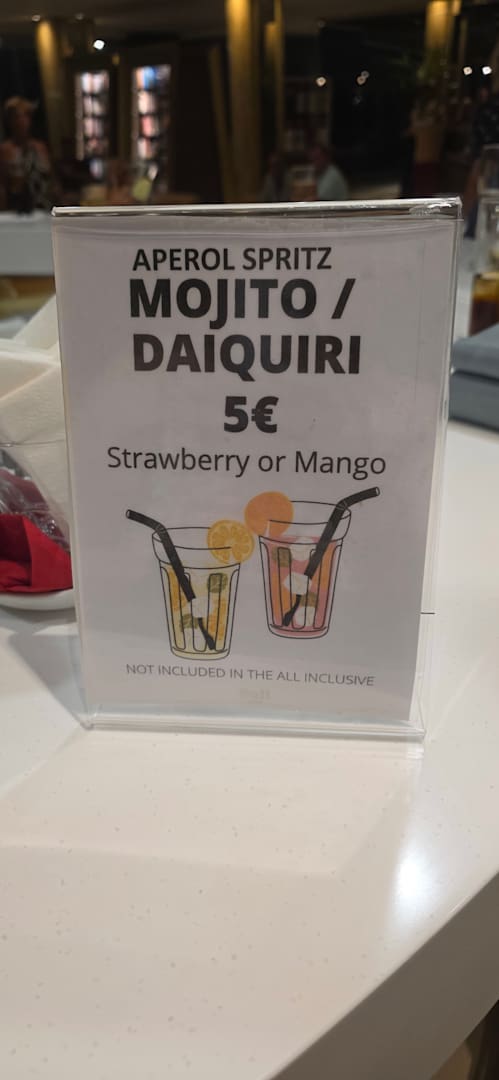 APEROL SPRITZ
MOJITO /
DAIQUIRI
5€
Strawberry or Mango
NOT INCLUDED IN THE ALL INCLUSIVE